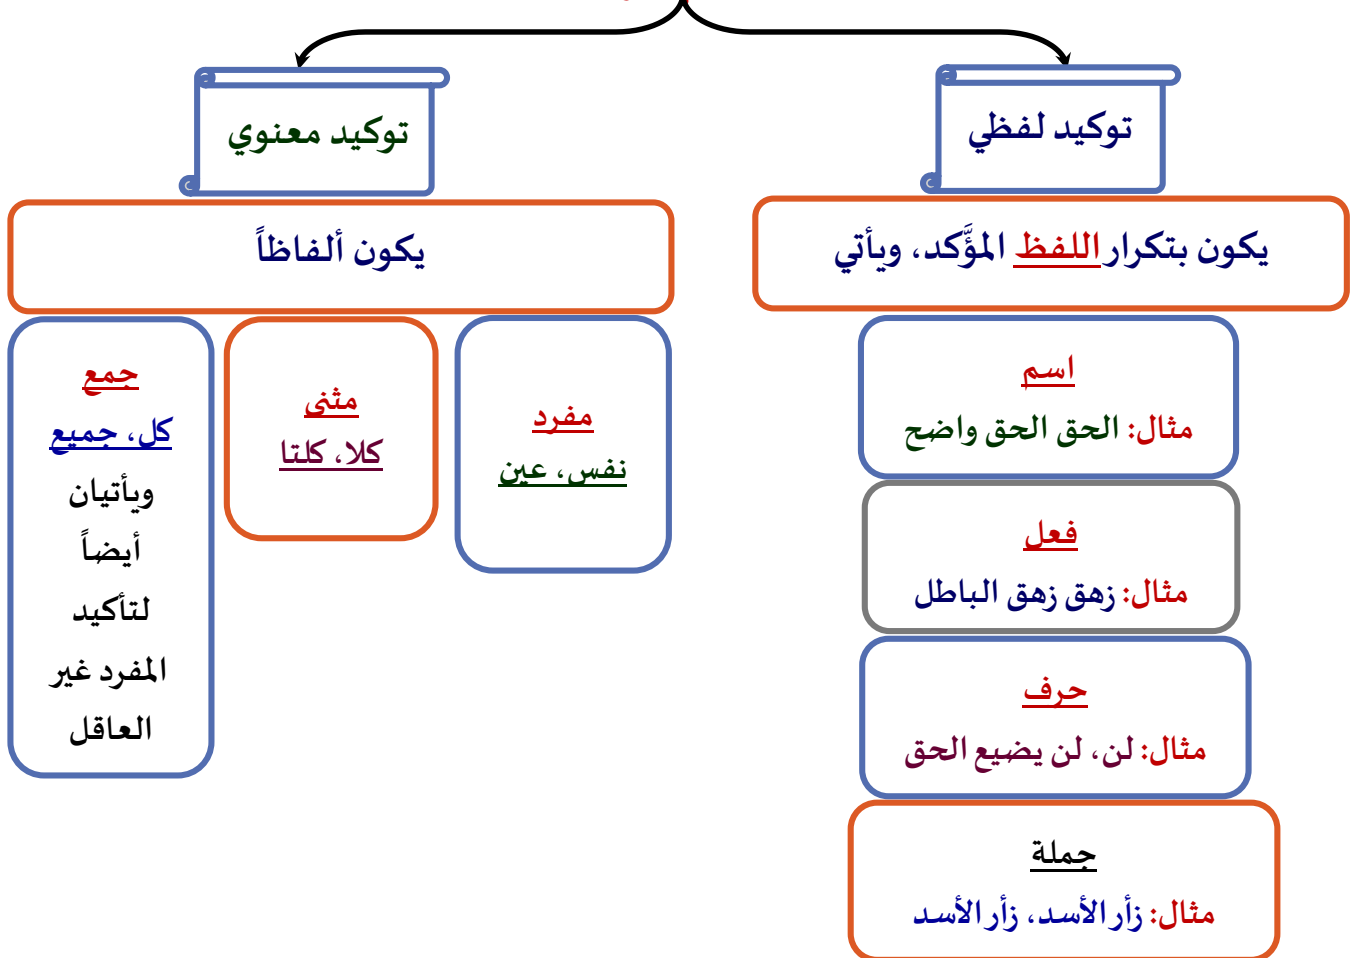 توكيد لفظي
يكون بتكرار اللفظ المؤَّكد، ويأتي
اسم
مثال: الحق الحق واضح
فعل
مثال: زهق زهق الباطل
حرف
مثال: لن، لن يضيع الحق
جملة
مثال: زأر الأسد، زأر الأسد
توكيد معنوي
يكون ألفاظاً
مفرد
نفس، عين
مثنى
كلا، كلتا
جمع
كل، جميع
ويأتيان
أيضاً
لتأكيد
المفرد غير
العاقل